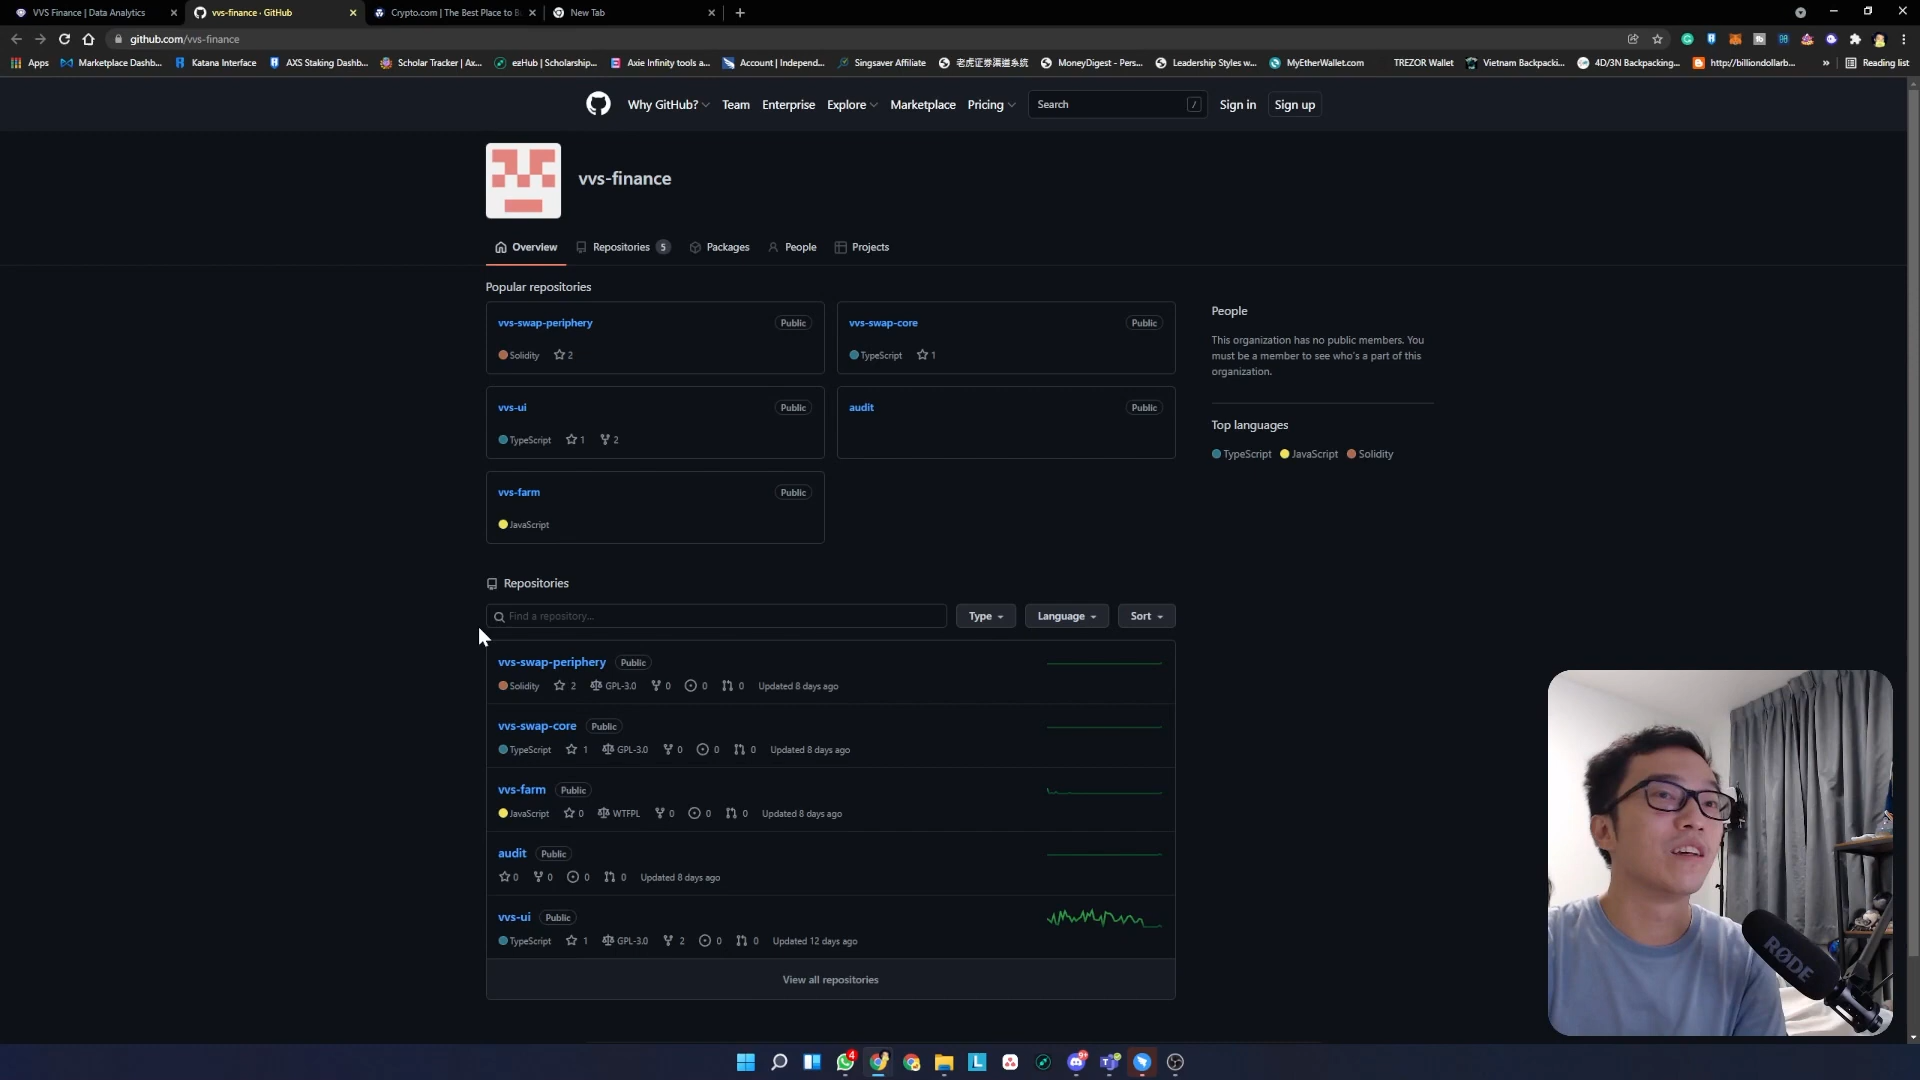 VVS Finance | Data Analytics
vvs-finance · GitHub
Crypto.com | The Best Place to B
New Tab
github.com/vvs-finance
Apps
Marketplace Dashb...
Katana Interface
AXS Staking Dashb...
Scholar Tracker | Ax...
ezHub | Scholarship...
Axie Infinity tools a...
Account | Independ...
Singsaver Affiliate
老虎证券渠道系统
MoneyDigest - Pers...
Leadership Styles w...
MyEtherWallet.com
TREZOR Wallet
Vietnam Backpacki...
4D/3N Backpacking...
http://billiondollarb...
»
Reading list
Why GitHub?
Team
Enterprise
Explore
Marketplace
Pricing
Search
/
Sign in
Sign up
vvs-finance
Overview
Repositories 5
Packages
People
Projects
Popular repositories
vvs-swap-periphery Public
Solidity 2
vvs-swap-core Public
TypeScript 1
vvs-ui Public
TypeScript 1 2
audit Public
vvs-farm Public
JavaScript
People
This organization has no public members. You
must be a member to see who's a part of this
organization.
Top languages
TypeScript JavaScript Solidity
Repositories
Find a repository...
Type
Language
Sort
vvs-swap-periphery Public
Solidity 2 GPL-3.0 0 0 0 Updated 8 days ago
vvs-swap-core Public
TypeScript 1 GPL-3.0 0 0 0 Updated 8 days ago
vvs-farm Public
JavaScript 0 WTFPL 0 0 0 Updated 8 days ago
audit Public
0 0 0 0 Updated 8 days ago
vvs-ui Public
TypeScript 1 GPL-3.0 2 0 0 Updated 12 days ago
View all repositories
RØDE
4
L
9+